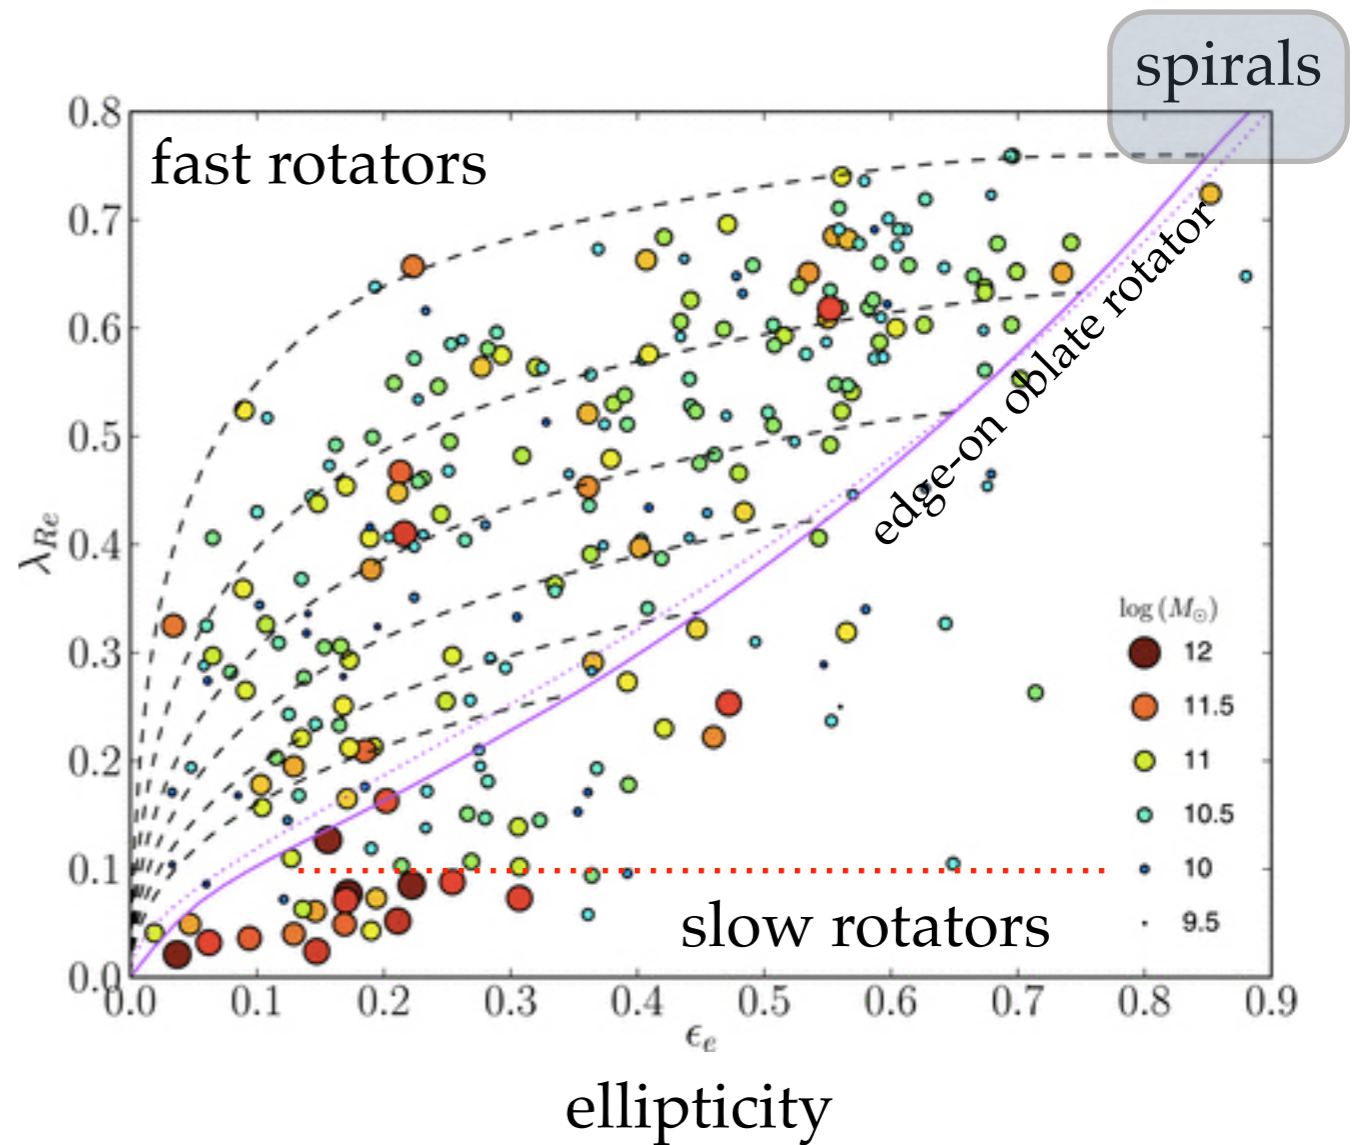 spirals
fast rotators
0.8
0.7
0.6
0.5
0.4
0.3
0.2
0.1
0.0
λRe
edge-on oblate rotator
log (M⊙)
12
11.5
11
10.5
10
9.5
slow rotators
0.0 0.1 0.2 0.3 0.4 0.5 0.6 0.7 0.8 0.9
ϵe
ellipticity